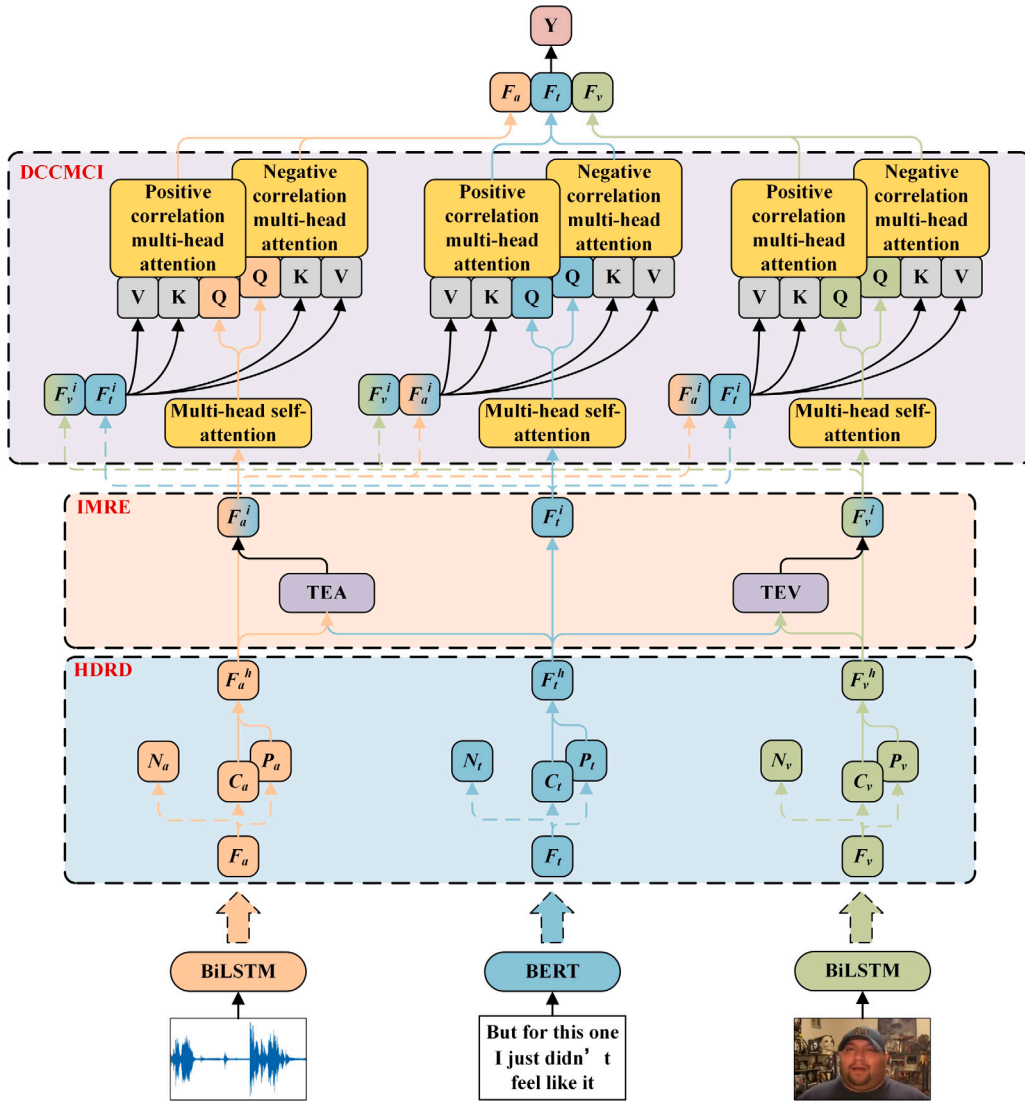 Y
F_a F_t F_v
DCCMCI
Positive
correlation
multi-head
attention
Negative
correlation
multi-head
attention
Positive
correlation
multi-head
attention
Negative
correlation
multi-head
attention
Positive
correlation
multi-head
attention
Negative
correlation
multi-head
attention
V K Q Q K V
V K Q Q K V
V K Q Q K V
F_v^i F_t^i
F_v^i F_a^i
F_a^i F_t^i
Multi-head self-
attention
Multi-head self-
attention
Multi-head self-
attention
IMRE
F_a^i F_t^i F_v^i
TEA TEV
HDRD
F_a^h F_t^h F_v^h
N_a C_a P_a
N_t C_t P_t
N_v C_v P_v
F_a F_t F_v
BiLSTM BERT BiLSTM
But for this one
I just didn’t
feel like it